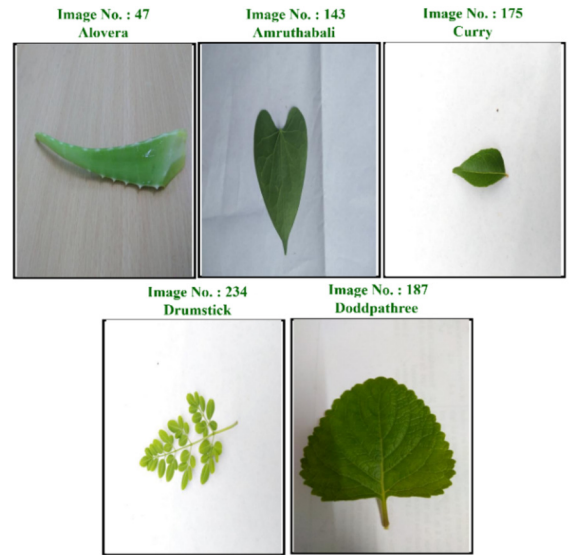 Image No. : 47
Alovera
Image No. : 143
Amruthabali
Image No. : 175
Curry
Image No. : 234
Drumstick
Image No. : 187
Doddpathree